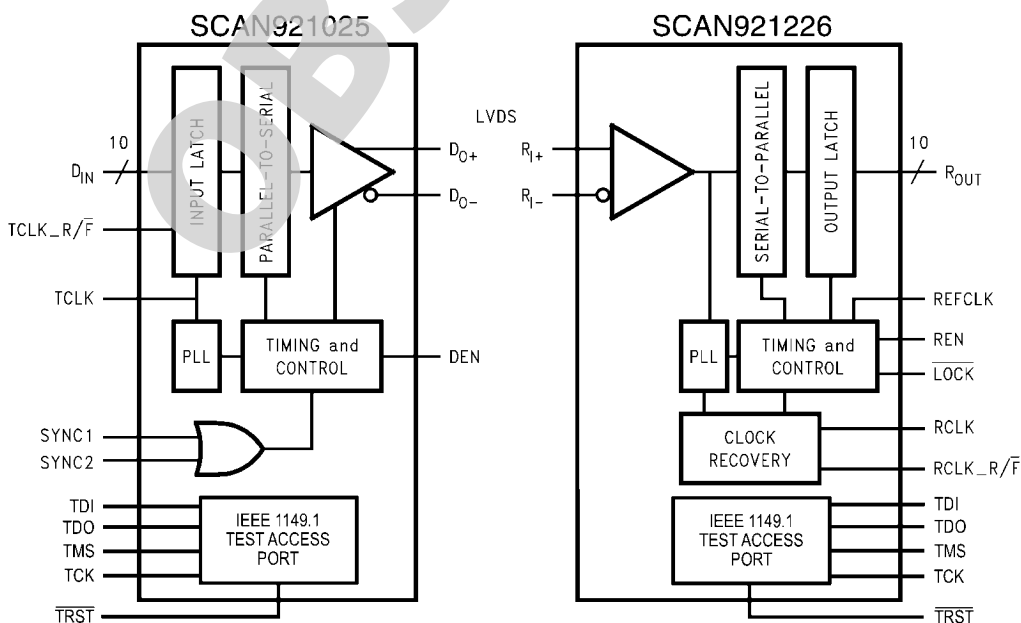 SCAN921025
SCAN921226
10
D_IN
TCLK_R/F̅
TCLK
SYNC1
SYNC2
TDI
TDO
TMS
TCK
T̅R̅S̅T̅
INPUT LATCH
PARALLEL-TO-SERIAL
PLL
TIMING and
CONTROL
IEEE 1149.1
TEST ACCESS
PORT
D_O+
D_O-
DEN
LVDS
R_I+
R_I-
SERIAL-TO-PARALLEL
OUTPUT LATCH
PLL
TIMING and
CONTROL
CLOCK
RECOVERY
IEEE 1149.1
TEST ACCESS
PORT
10
R_OUT
REFCLK
REN
L̅O̅C̅K̅
RCLK
RCLK_R/F̅
TDI
TDO
TMS
TCK
T̅R̅S̅T̅